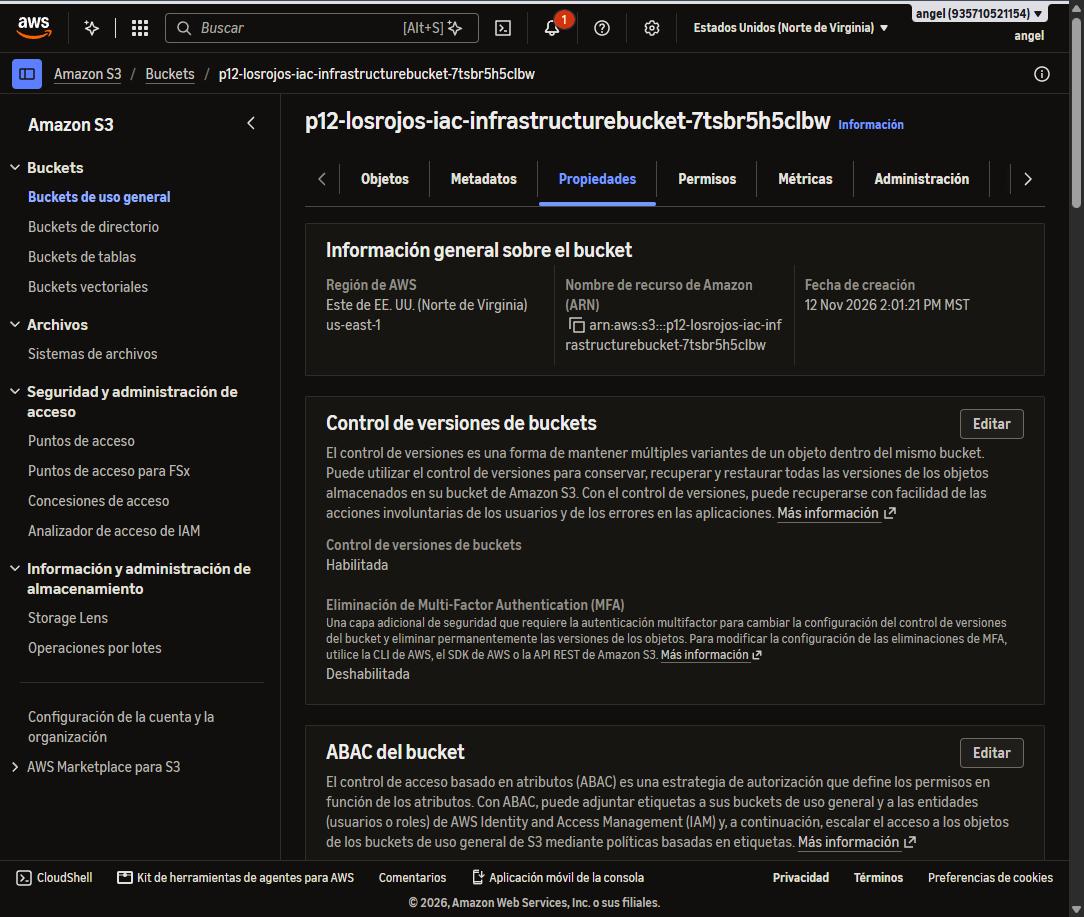 aws
Buscar
[Alt+S]
1
Estados Unidos (Norte de Virginia)
angel (935710521154)
angel
Amazon S3 / Buckets / p12-losrojos-iac-infrastructurebucket-7tsbr5h5clbw
Amazon S3
Buckets
Buckets de uso general
Buckets de directorio
Buckets de tablas
Buckets vectoriales
Archivos
Sistemas de archivos
Seguridad y administración de
acceso
Puntos de acceso
Puntos de acceso para FSx
Concesiones de acceso
Analizador de acceso de IAM
Información y administración de
almacenamiento
Storage Lens
Operaciones por lotes
Configuración de la cuenta y la
organización
AWS Marketplace para S3
p12-losrojos-iac-infrastructurebucket-7tsbr5h5clbw Información
Objetos
Metadatos
Propiedades
Permisos
Métricas
Administración
Información general sobre el bucket
Región de AWS
Este de EE. UU. (Norte de Virginia)
us-east-1
Nombre de recurso de Amazon
(ARN)
arn:aws:s3:::p12-losrojos-iac-inf
rastructurebucket-7tsbr5h5clbw
Fecha de creación
12 Nov 2026 2:01:21 PM MST
Control de versiones de buckets
Editar
El control de versiones es una forma de mantener múltiples variantes de un objeto dentro del mismo bucket.
Puede utilizar el control de versiones para conservar, recuperar y restaurar todas las versiones de los objetos
almacenados en su bucket de Amazon S3. Con el control de versiones, puede recuperarse con facilidad de las
acciones involuntarias de los usuarios y de los errores en las aplicaciones. Más información
Control de versiones de buckets
Habilitada
Eliminación de Multi-Factor Authentication (MFA)
Una capa adicional de seguridad que requiere la autenticación multifactor para cambiar la configuración del control de versiones
del bucket y eliminar permanentemente las versiones de los objetos. Para modificar la configuración de las eliminaciones de MFA,
utilice la CLI de AWS, el SDK de AWS o la API REST de Amazon S3. Más información
Deshabilitada
ABAC del bucket
Editar
El control de acceso basado en atributos (ABAC) es una estrategia de autorización que define los permisos en
función de los atributos. Con ABAC, puede adjuntar etiquetas a sus buckets de uso general y a las entidades
(usuarios o roles) de AWS Identity and Access Management (IAM) y, a continuación, escalar el acceso a los objetos
de los buckets de uso general de S3 mediante políticas basadas en etiquetas. Más información
CloudShell
Kit de herramientas de agentes para AWS
Comentarios
Aplicación móvil de la consola
Privacidad
Términos
Preferencias de cookies
© 2026, Amazon Web Services, Inc. o sus filiales.